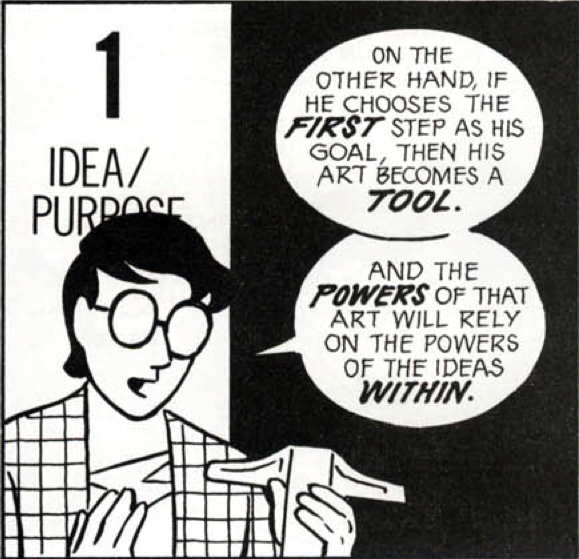 1
IDEA/
PURPOSE
ON THE
OTHER HAND, IF
HE CHOOSES THE
FIRST STEP AS HIS
GOAL, THEN HIS
ART BECOMES A
TOOL.
AND THE
POWERS OF THAT
ART WILL RELY
ON THE POWERS
OF THE IDEAS
WITHIN.